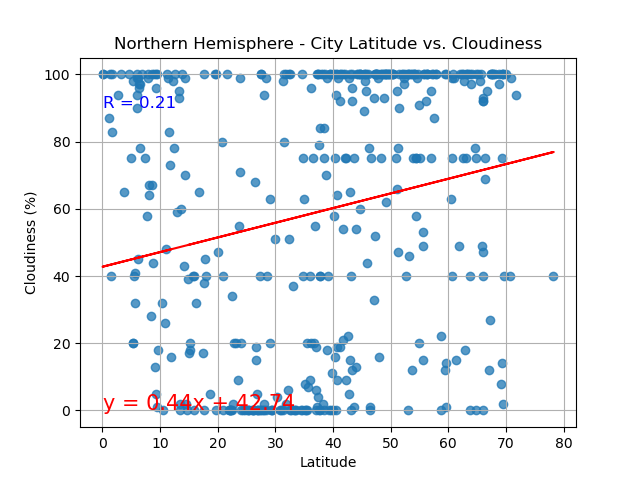 Northern Hemisphere - City Latitude vs. Cloudiness
100
R = 0.21
80
60
Cloudiness (%)
40
20
y = 0.44x + 42.74
0
0 10 20 30 40 50 60 70 80
Latitude